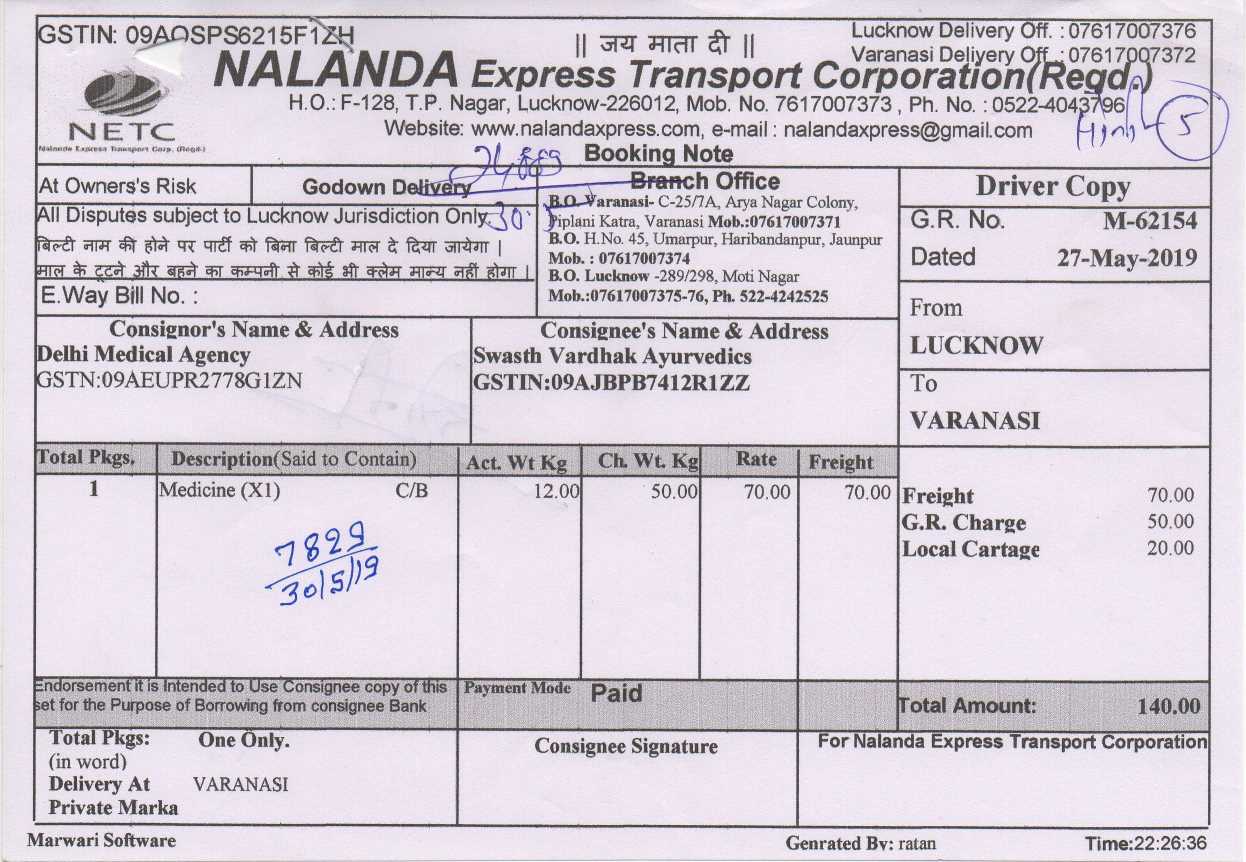 GSTIN: 09AQSPS6215F1ZH
|| जय माता दी ||
Lucknow Delivery Off. : 07617007376
Varanasi Delivery Off. : 07617007372
NALANDA Express Transport Corporation(Regd.)
H.O.: F-128, T.P. Nagar, Lucknow-226012, Mob. No. 7617007373 , Ph. No. : 0522-4043796
Website: www.nalandaxpress.com, e-mail : nalandaxpress@gmail.com
NETC
Nalanda Express Transport Corp. (Regd.)
5
Booking Note
At Owners's Risk
Godown Delivery
All Disputes subject to Lucknow Jurisdiction Only.
30.5
बिल्टी नाम की होने पर पार्टी को बिना बिल्टी माल दे दिया जायेगा |
माल के टूटने और बहने का कम्पनी से कोई भी क्लेम मान्य नहीं होगा |
E.Way Bill No. :
Branch Office
B.O. Varanasi- C-25/7A, Arya Nagar Colony,
Piplani Katra, Varanasi Mob.:07617007371
B.O. H.No. 45, Umarpur, Haribandanpur, Jaunpur
Mob. : 07617007374
B.O. Lucknow -289/298, Moti Nagar
Mob.:07617007375-76, Ph. 522-4242525
Driver Copy
G.R. No. M-62154
Dated 27-May-2019
From
LUCKNOW
To
VARANASI
Consignor's Name & Address
Delhi Medical Agency
GSTN:09AEUPR2778G1ZN
Consignee's Name & Address
Swasth Vardhak Ayurvedics
GSTIN:09AJBPB7412R1ZZ
Total Pkgs. Description(Said to Contain) Act. Wt Kg Ch. Wt. Kg Rate Freight
1 Medicine (X1) C/B 12.00 50.00 70.00 70.00
7829
30/5/19
Freight 70.00
G.R. Charge 50.00
Local Cartage 20.00
Endorsement it is Intended to Use Consignee copy of this
set for the Purpose of Borrowing from consignee Bank
Payment Mode Paid
Total Amount: 140.00
Total Pkgs: One Only.
(in word)
Delivery At VARANASI
Private Marka
Consignee Signature
For Nalanda Express Transport Corporation
Marwari Software
Genrated By: ratan
Time:22:26:36